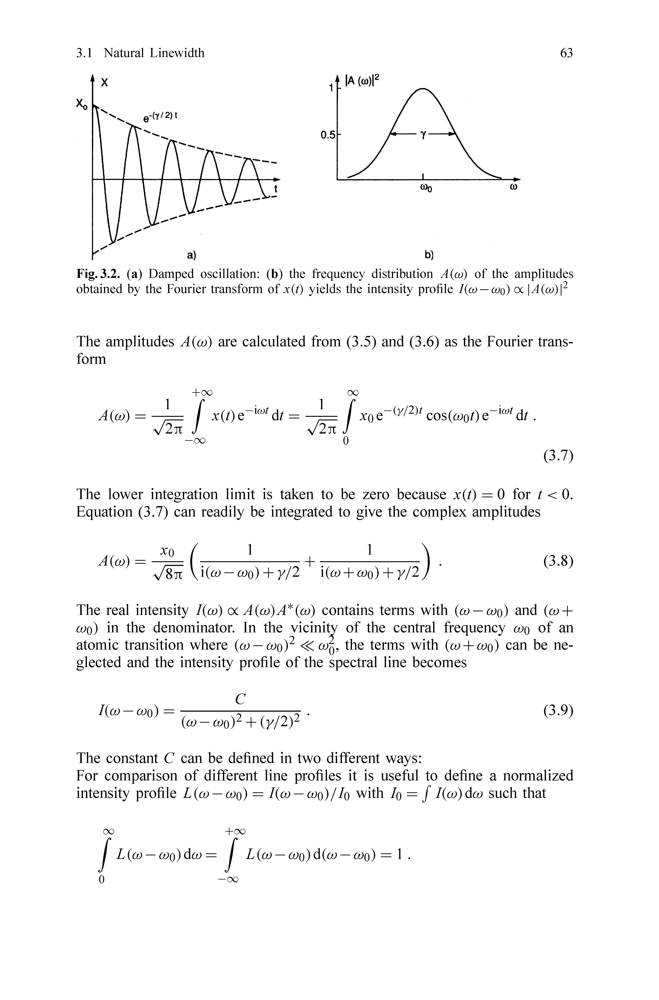 3.1 Natural Linewidth 63
X
X₀
e^-(γ/2)t
t
a)
|A (ω)|²
1
0.5
γ
ω₀
ω
b)
Fig. 3.2. (a) Damped oscillation: (b) the frequency distribution A(ω) of the amplitudes
obtained by the Fourier transform of x(t) yields the intensity profile I(ω − ω₀) ∝ |A(ω)|²
The amplitudes A(ω) are calculated from (3.5) and (3.6) as the Fourier trans-
form
A(ω) = 1/√2π ∫_{−∞}^{+∞} x(t) e^{−iωt} dt = 1/√2π ∫_0^∞ x₀ e^{−(γ/2)t} cos(ω₀t) e^{−iωt} dt .
(3.7)
The lower integration limit is taken to be zero because x(t) = 0 for t < 0.
Equation (3.7) can readily be integrated to give the complex amplitudes
A(ω) = x₀/√8π ( 1/(i(ω − ω₀) + γ/2) + 1/(i(ω + ω₀) + γ/2) ) . (3.8)
The real intensity I(ω) ∝ A(ω)A*(ω) contains terms with (ω − ω₀) and (ω +
ω₀) in the denominator. In the vicinity of the central frequency ω₀ of an
atomic transition where (ω − ω₀)² ≪ ω₀², the terms with (ω + ω₀) can be ne-
glected and the intensity profile of the spectral line becomes
I(ω − ω₀) = C/((ω − ω₀)² + (γ/2)²) . (3.9)
The constant C can be defined in two different ways:
For comparison of different line profiles it is useful to define a normalized
intensity profile L(ω − ω₀) = I(ω − ω₀)/I₀ with I₀ = ∫ I(ω) dω such that
∫_0^∞ L(ω − ω₀) dω = ∫_{−∞}^{+∞} L(ω − ω₀) d(ω − ω₀) = 1 .